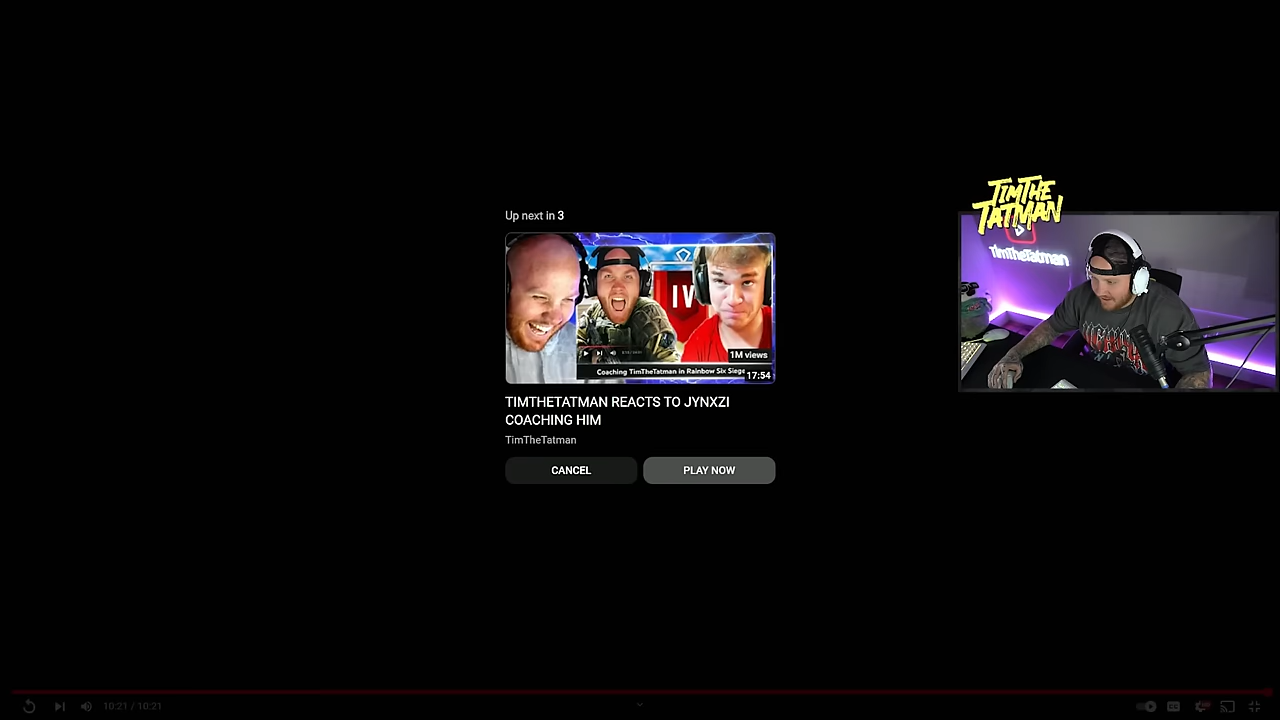 Up next in 3
IV
1M views
Coaching TimTheTatman in Rainbow Six Siege
17:54
TIMTHETATMAN REACTS TO JYNXZI
COACHING HIM
TimTheTatman
CANCEL
PLAY NOW
TIMTHE
TATMAN
TimTheTatman
10:21 / 10:21